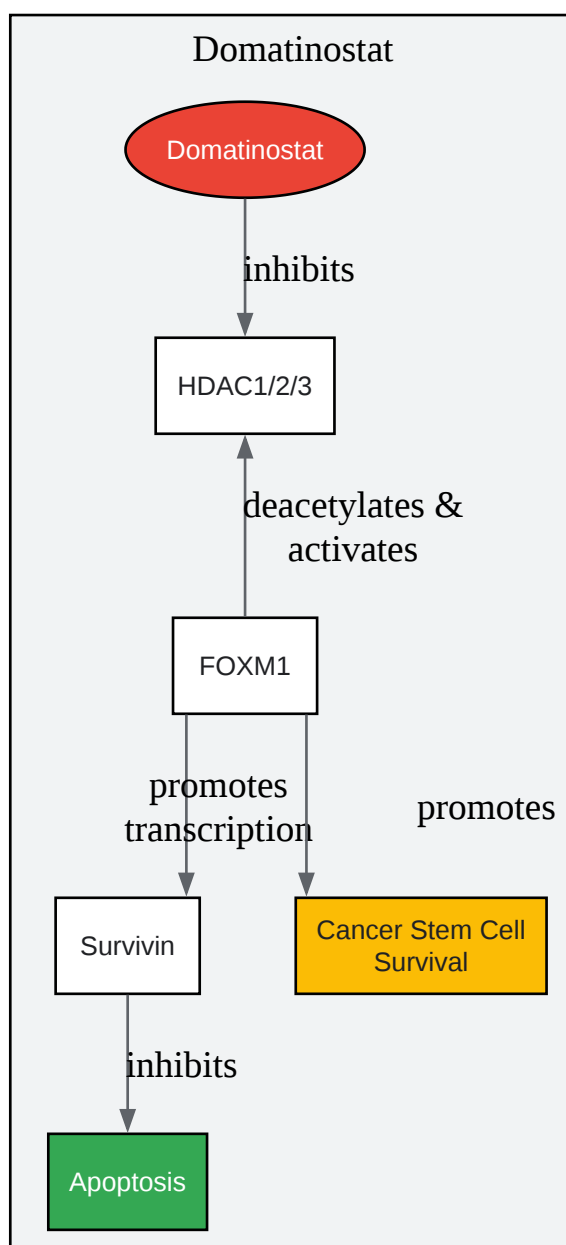 Domatinostat
Domatinostat
inhibits
HDAC1/2/3
deacetylates &
activates
FOXM1
promotes
transcription
promotes
Survivin
Cancer Stem Cell
Survival
inhibits
Apoptosis